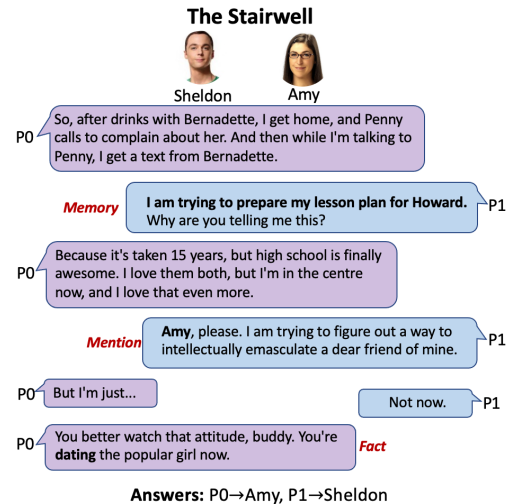 The Stairwell
Sheldon
Amy
P0
So, after drinks with Bernadette, I get home, and Penny
calls to complain about her. And then while I'm talking to
Penny, I get a text from Bernadette.
Memory
I am trying to prepare my lesson plan for Howard.
Why are you telling me this?
P1
P0
Because it's taken 15 years, but high school is finally
awesome. I love them both, but I'm in the centre
now, and I love that even more.
Mention
Amy, please. I am trying to figure out a way to
intellectually emasculate a dear friend of mine.
P1
P0
But I'm just...
Not now.
P1
P0
You better watch that attitude, buddy. You're
dating the popular girl now.
Fact
Answers: P0→Amy, P1→Sheldon